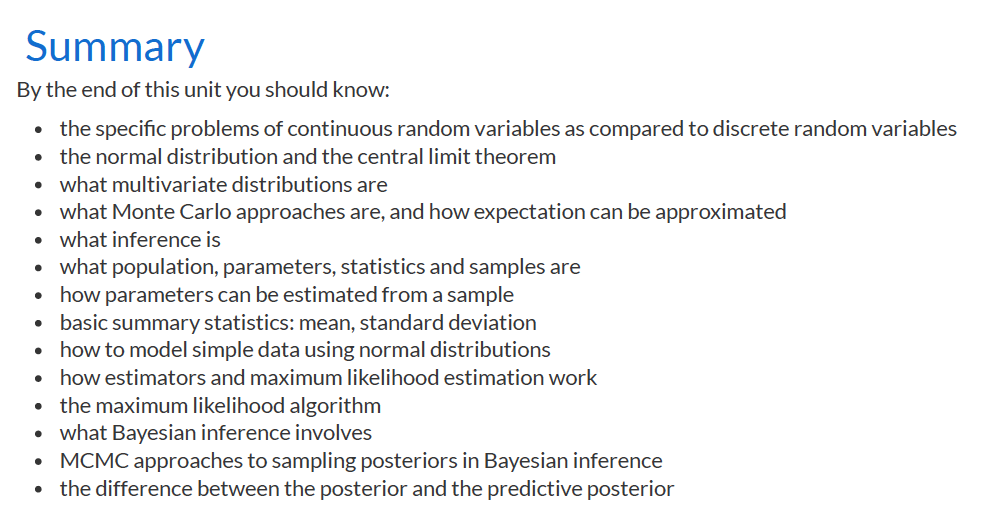 Summary
By the end of this unit you should know:
• the specific problems of continuous random variables as compared to discrete random variables
• the normal distribution and the central limit theorem
• what multivariate distributions are
• what Monte Carlo approaches are, and how expectation can be approximated
• what inference is
• what population, parameters, statistics and samples are
• how parameters can be estimated from a sample
• basic summary statistics: mean, standard deviation
• how to model simple data using normal distributions
• how estimators and maximum likelihood estimation work
• the maximum likelihood algorithm
• what Bayesian inference involves
• MCMC approaches to sampling posteriors in Bayesian inference
• the difference between the posterior and the predictive posterior